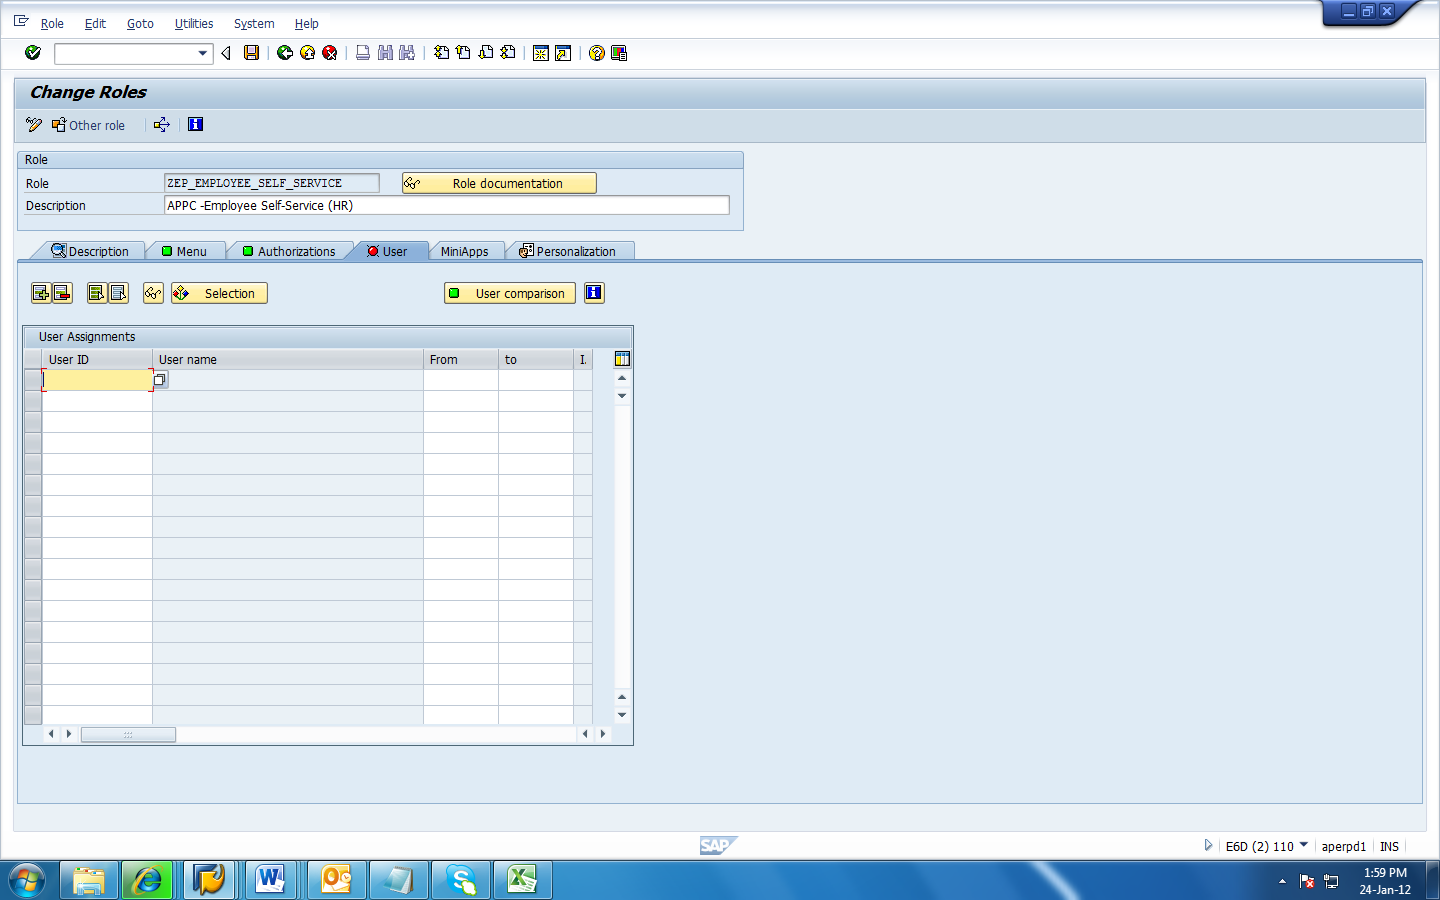 Role Edit Goto Utilities System Help
Change Roles
Other role
Role
Role ZEP_EMPLOYEE_SELF_SERVICE Role documentation
Description APPC -Employee Self-Service (HR)
Description Menu Authorizations User MiniApps Personalization
Selection User comparison
User Assignments
User ID User name From to I.
SAP
E6D (2) 110 aperpd1 INS
1:59 PM
24-Jan-12